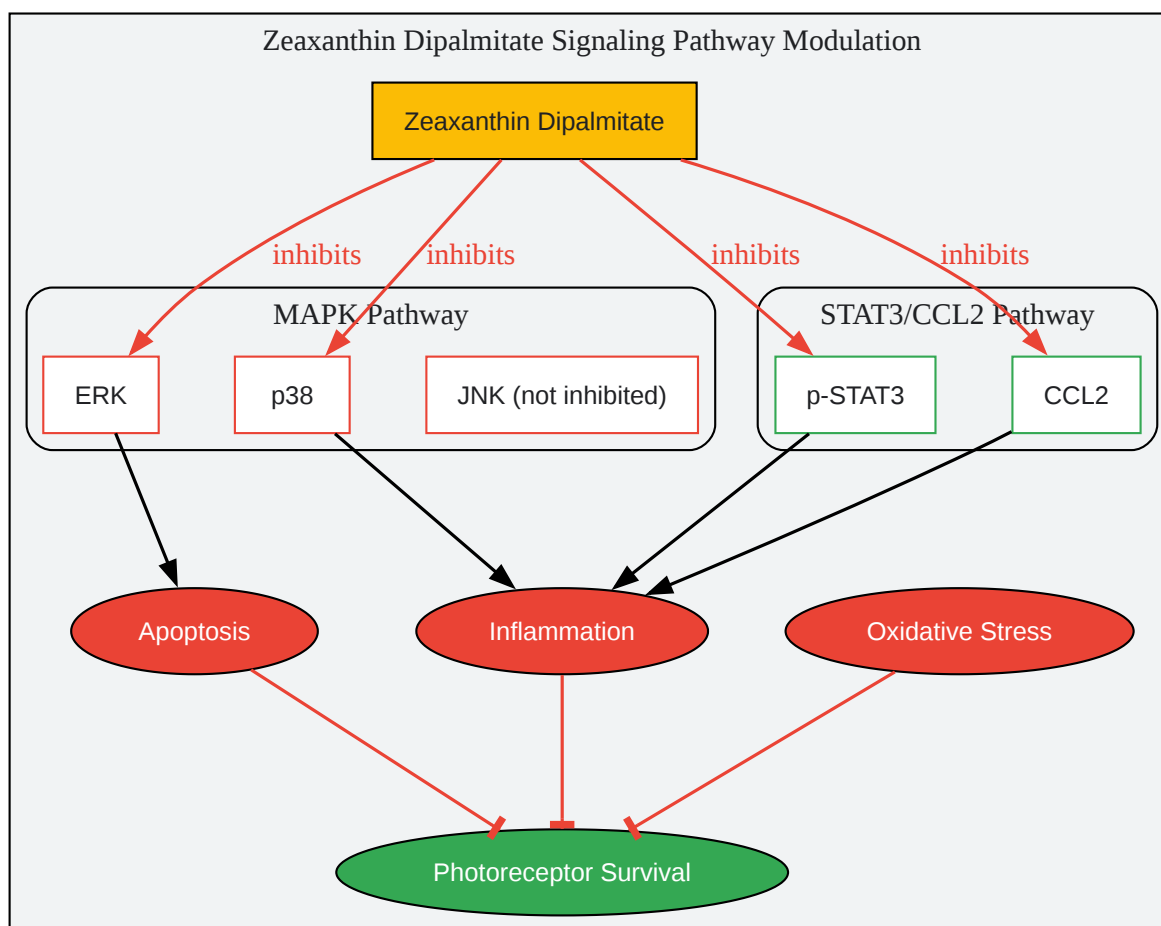 Zeaxanthin Dipalmitate Signaling Pathway Modulation
Zeaxanthin Dipalmitate
inhibits
inhibits
inhibits
inhibits
MAPK Pathway
STAT3/CCL2 Pathway
ERK
p38
JNK (not inhibited)
p-STAT3
CCL2
Apoptosis
Inflammation
Oxidative Stress
Photoreceptor Survival